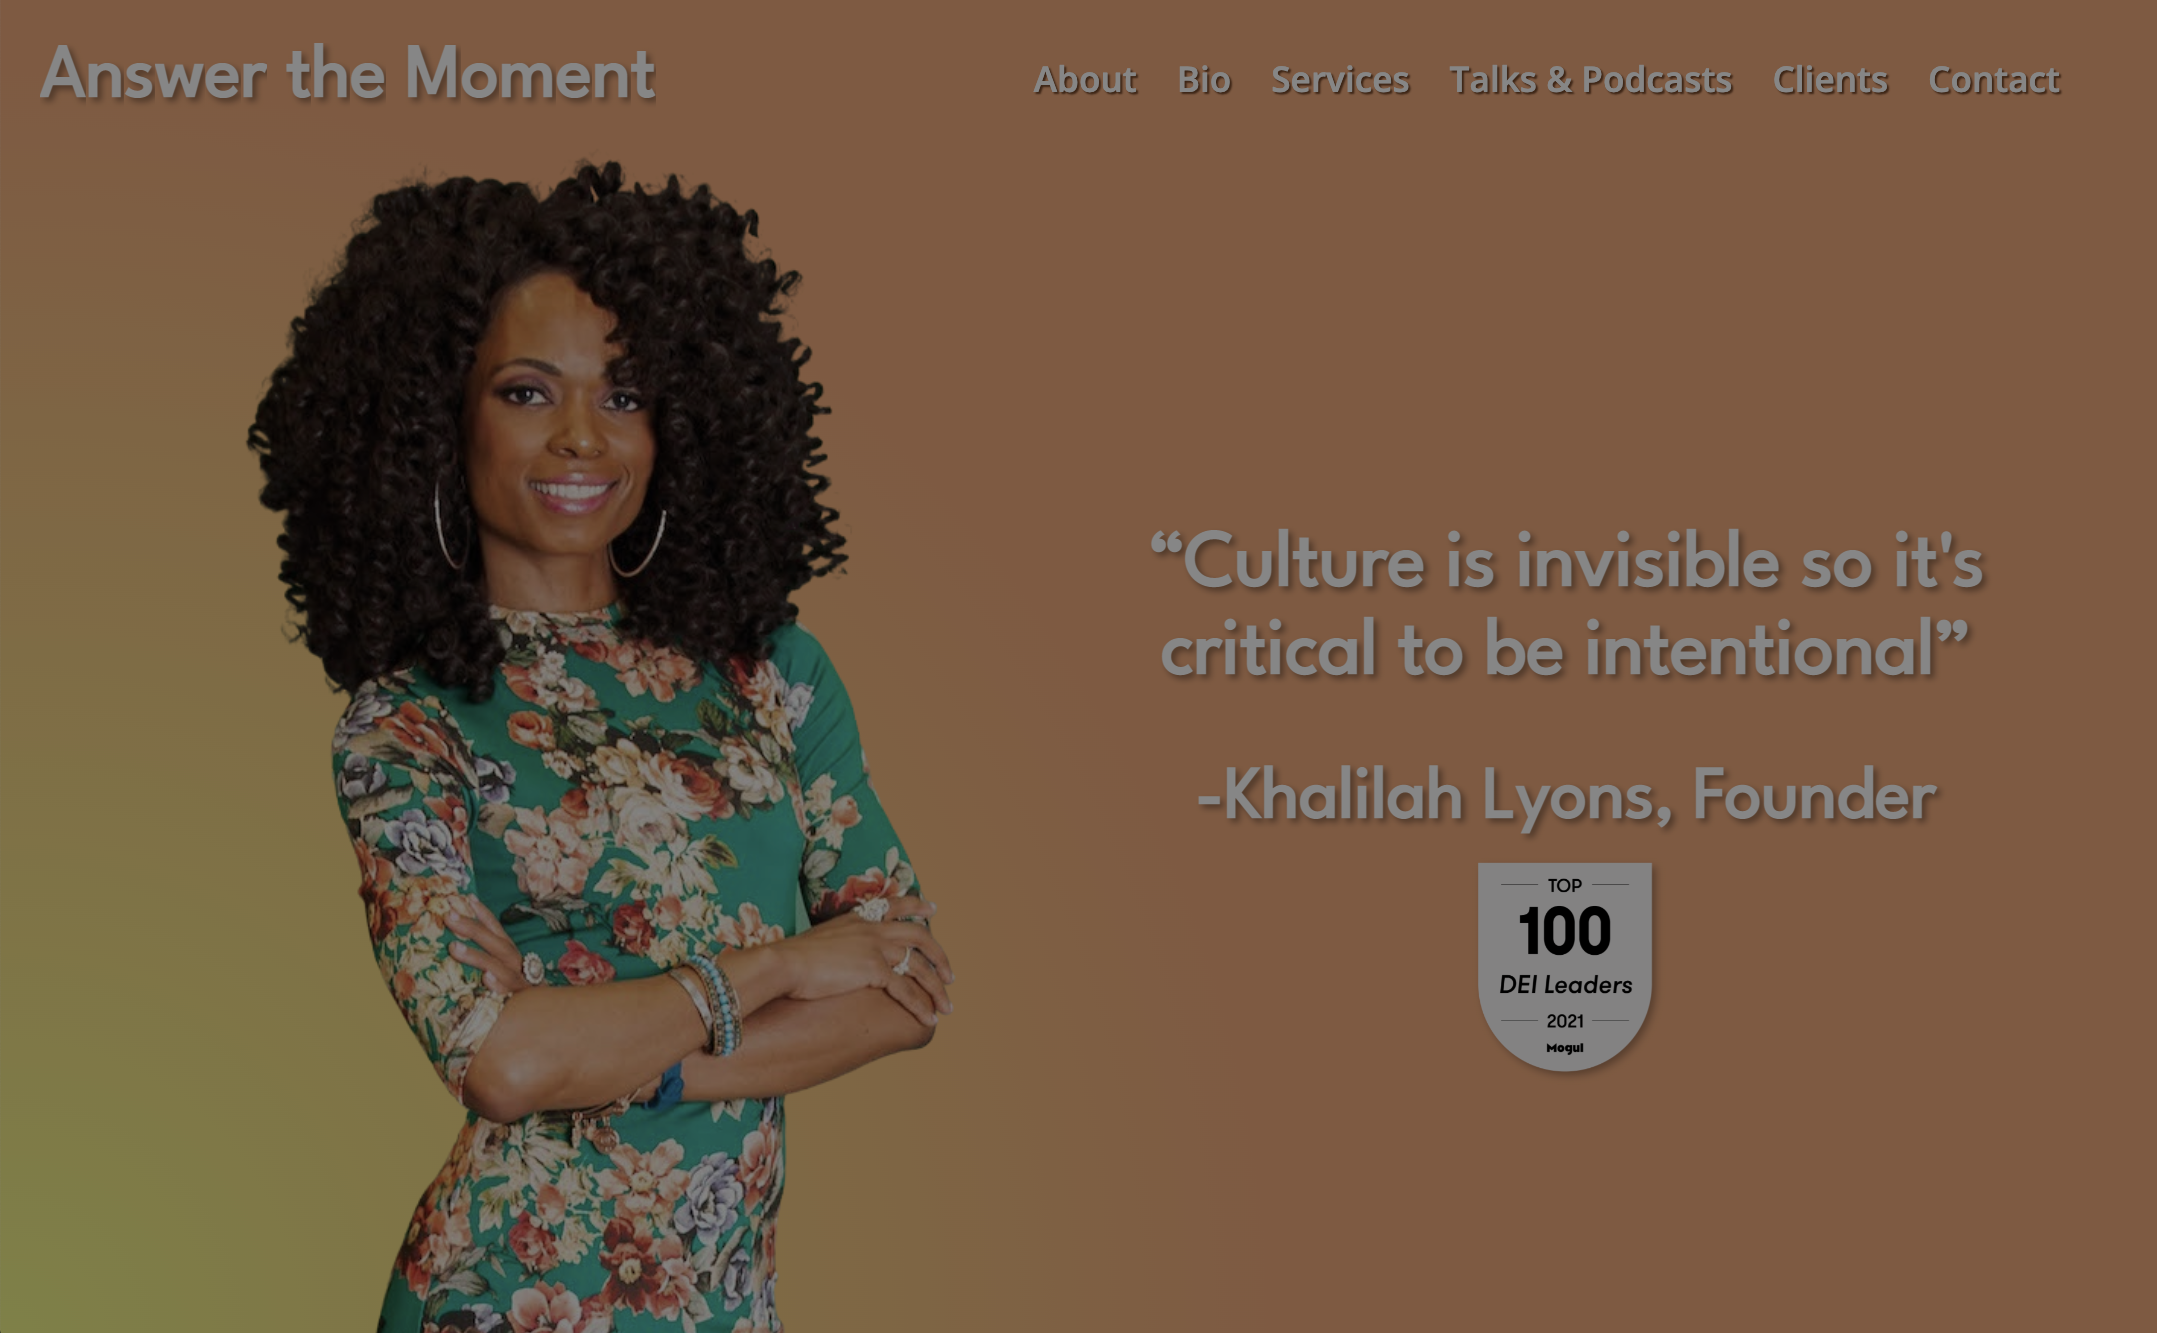 Answer the Moment
About Bio Services Talks & Podcasts Clients Contact
“Culture is invisible so it's
critical to be intentional”
-Khalilah Lyons, Founder
TOP
100
DEI Leaders
2021
Mogul